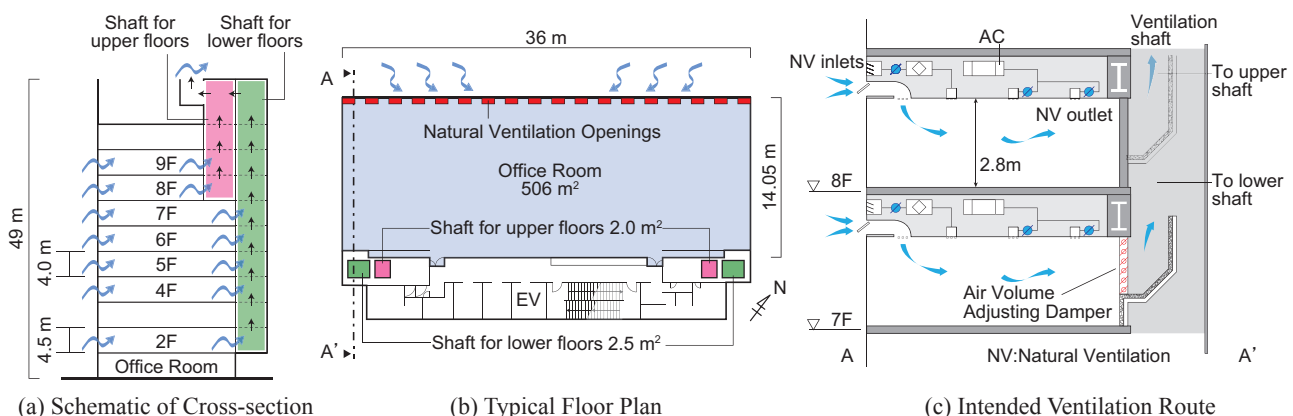 Shaft for
upper floors
Shaft for
lower floors
49 m
9F
8F
7F
6F
5F
4F
2F
4.0 m
4.5 m
Office Room
(a) Schematic of Cross-section
36 m
A
Natural Ventilation Openings
Office Room
506 m²
14.05 m
Shaft for upper floors 2.0 m²
EV
N
A'
Shaft for lower floors 2.5 m²
(b) Typical Floor Plan
AC
Ventilation
shaft
NV inlets
To upper
shaft
NV outlet
2.8m
8F
To lower
shaft
Air Volume
Adjusting Damper
7F
A
NV:Natural Ventilation
A'
(c) Intended Ventilation Route